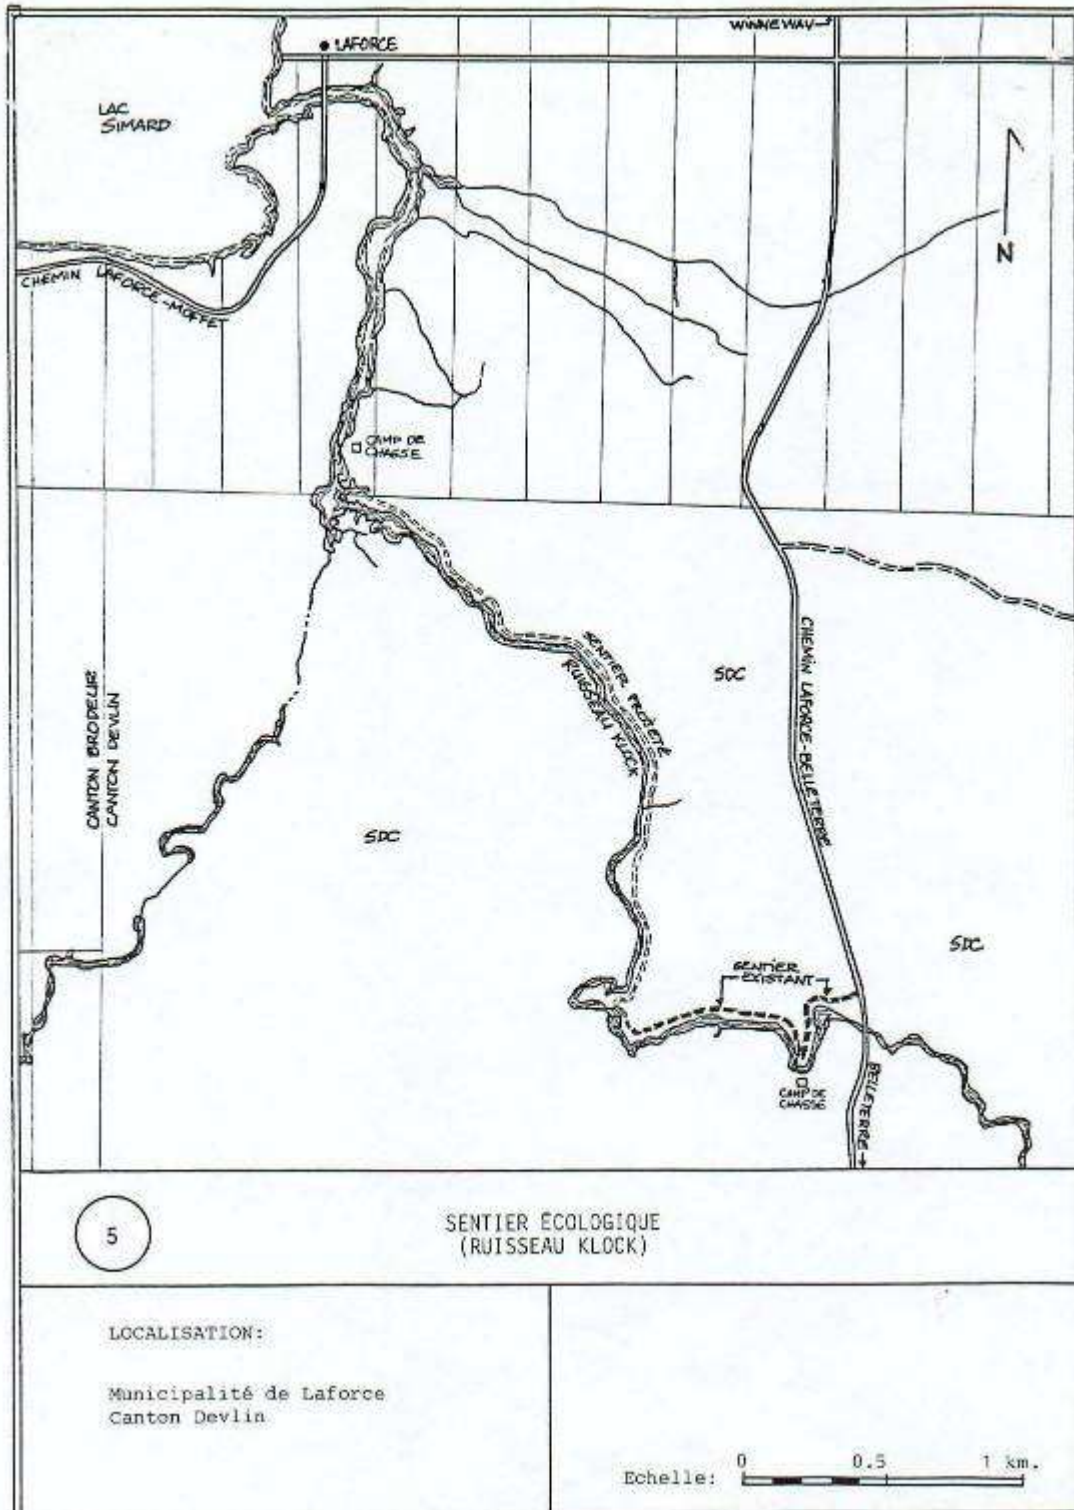 WINNEWAY
LAFORCE
LAC
SIMARD
N
CHEMIN LAFORCE-MOFFET
CAMP DE
CHASSE
SENTIER PROJETÉ
RUISSEAU KLOCK
SDC
CHEMIN LAFORCE-BELLETERRE
CANTON BRODEUR
CANTON DEVLIN
SDC
SDC
SENTIER
EXISTANT
CAMP DE
CHASSE
BELLETERRE
5
SENTIER ÉCOLOGIQUE
(RUISSEAU KLOCK)
LOCALISATION:
Municipalité de Laforce
Canton Devlin
Echelle: 0 0.5 1 km.